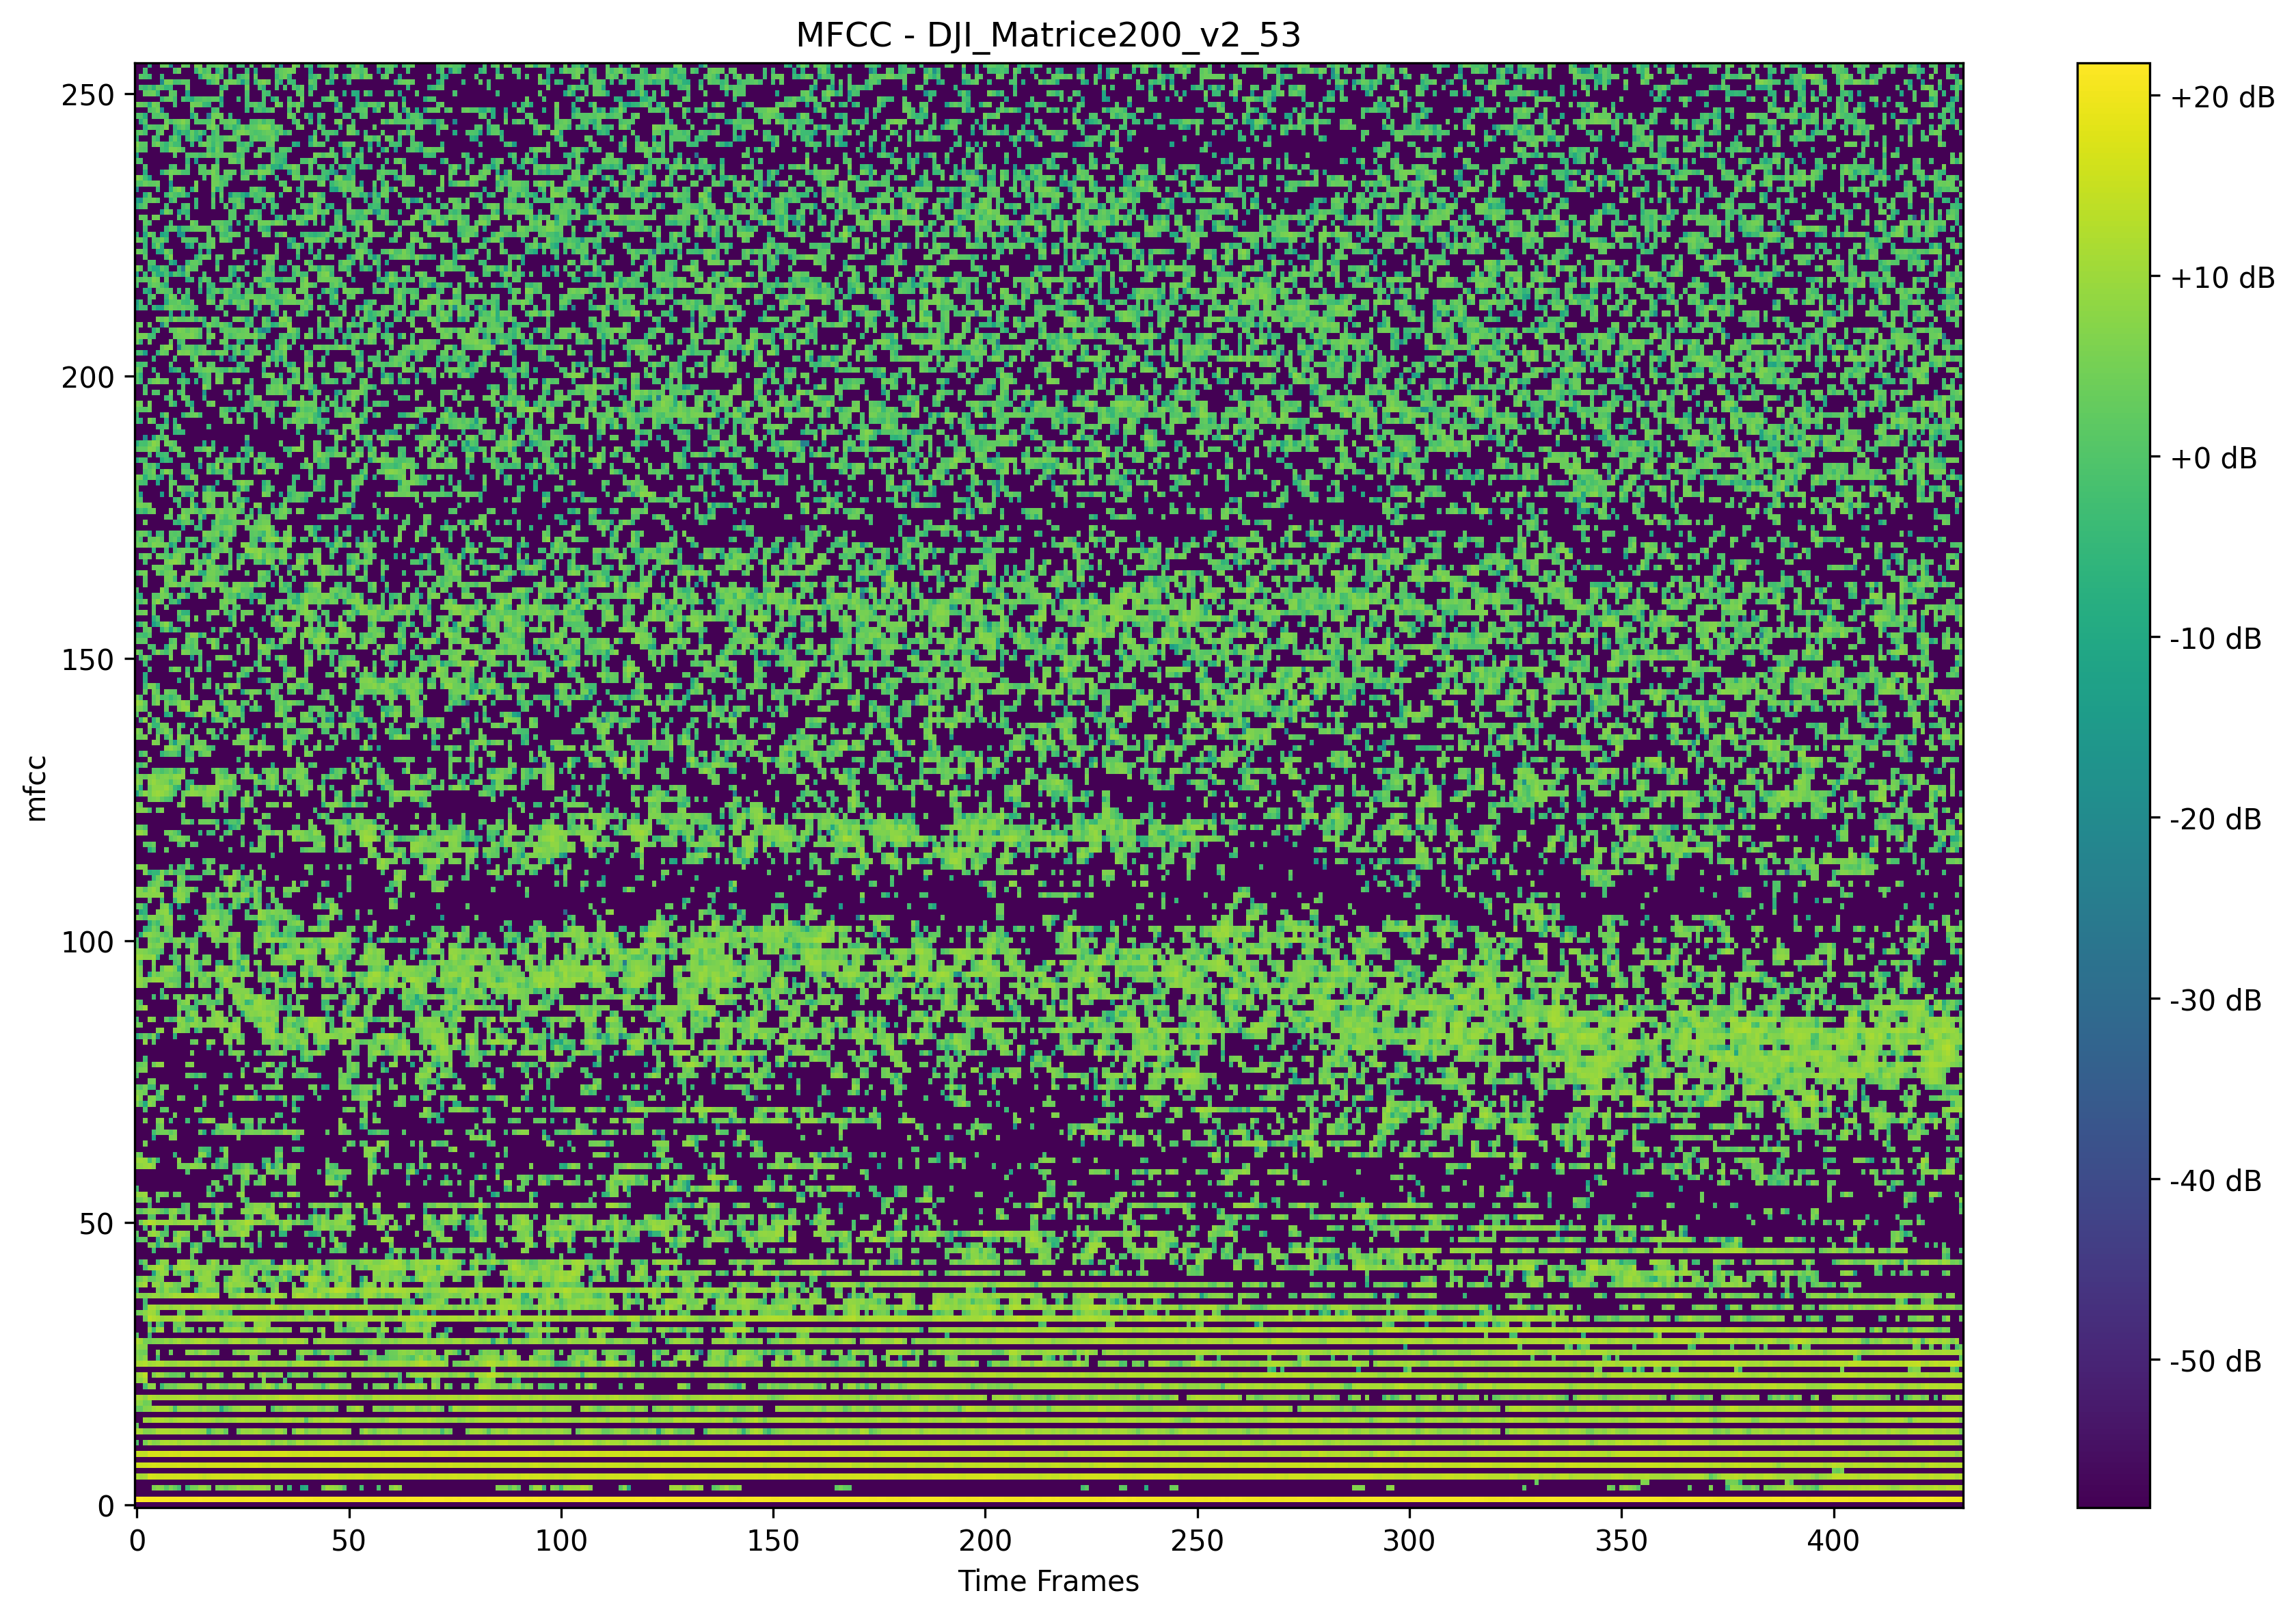 MFCC - DJI_Matrice200_v2_53
250
200
150
100
50
0
mfcc
0
50
100
150
200
250
300
350
400
Time Frames
+20 dB
+10 dB
+0 dB
-10 dB
-20 dB
-30 dB
-40 dB
-50 dB